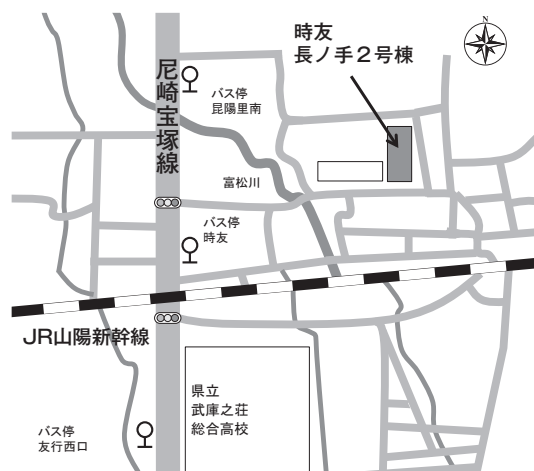 N
時友
長ノ手2号棟
尼崎宝塚線
バス停
昆陽里南
富松川
バス停
時友
JR山陽新幹線
県立
武庫之荘
総合高校
バス停
友行西口